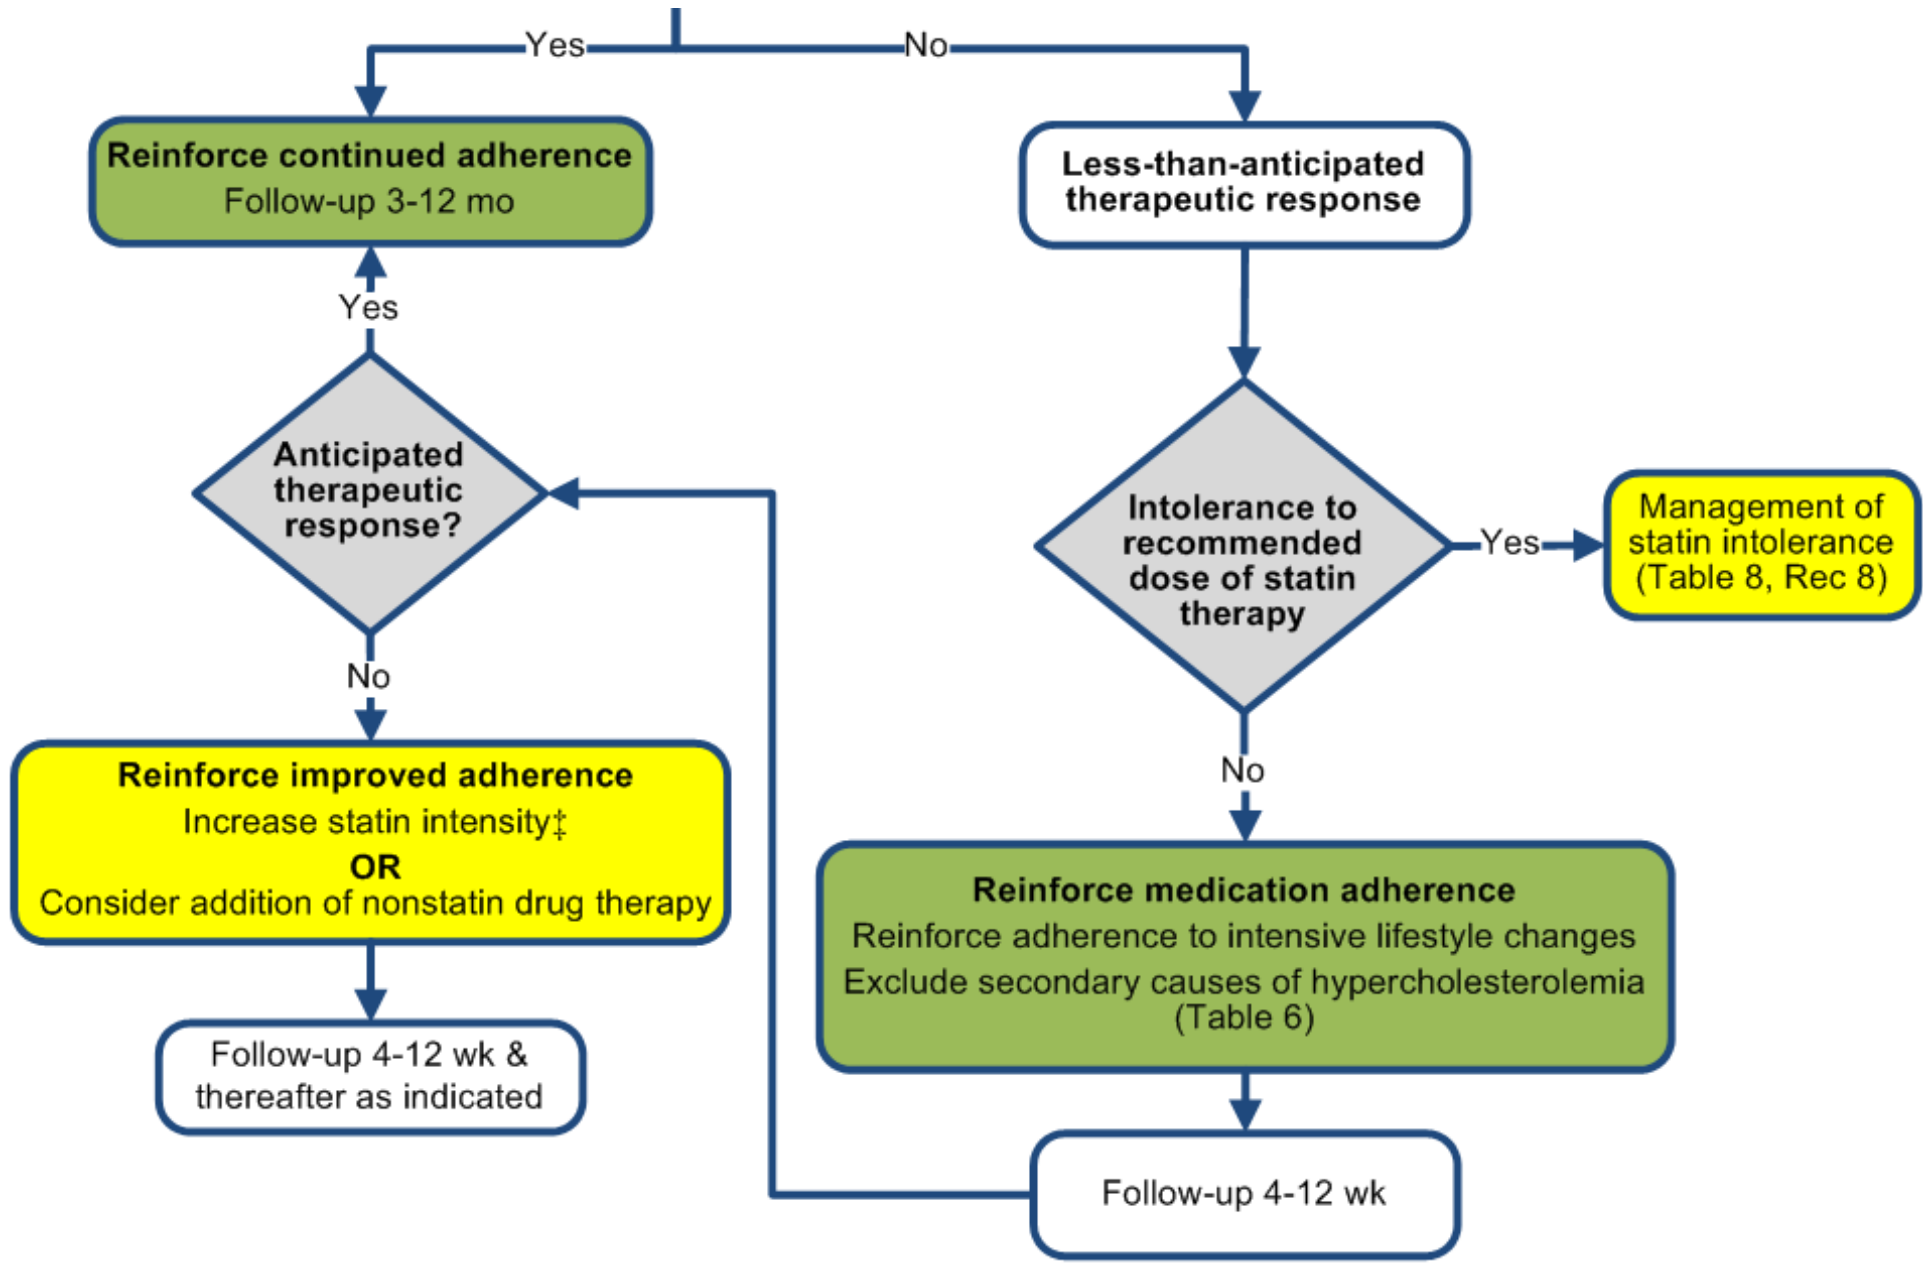 Yes
No
Reinforce continued adherence
Follow-up 3-12 mo
Less-than-anticipated
therapeutic response
Yes
Anticipated
therapeutic
response?
Intolerance to
recommended
dose of statin
therapy
Yes
Management of
statin intolerance
(Table 8, Rec 8)
No
No
Reinforce improved adherence
Increase statin intensity‡
OR
Consider addition of nonstatin drug therapy
Reinforce medication adherence
Reinforce adherence to intensive lifestyle changes
Exclude secondary causes of hypercholesterolemia
(Table 6)
Follow-up 4-12 wk &
thereafter as indicated
Follow-up 4-12 wk